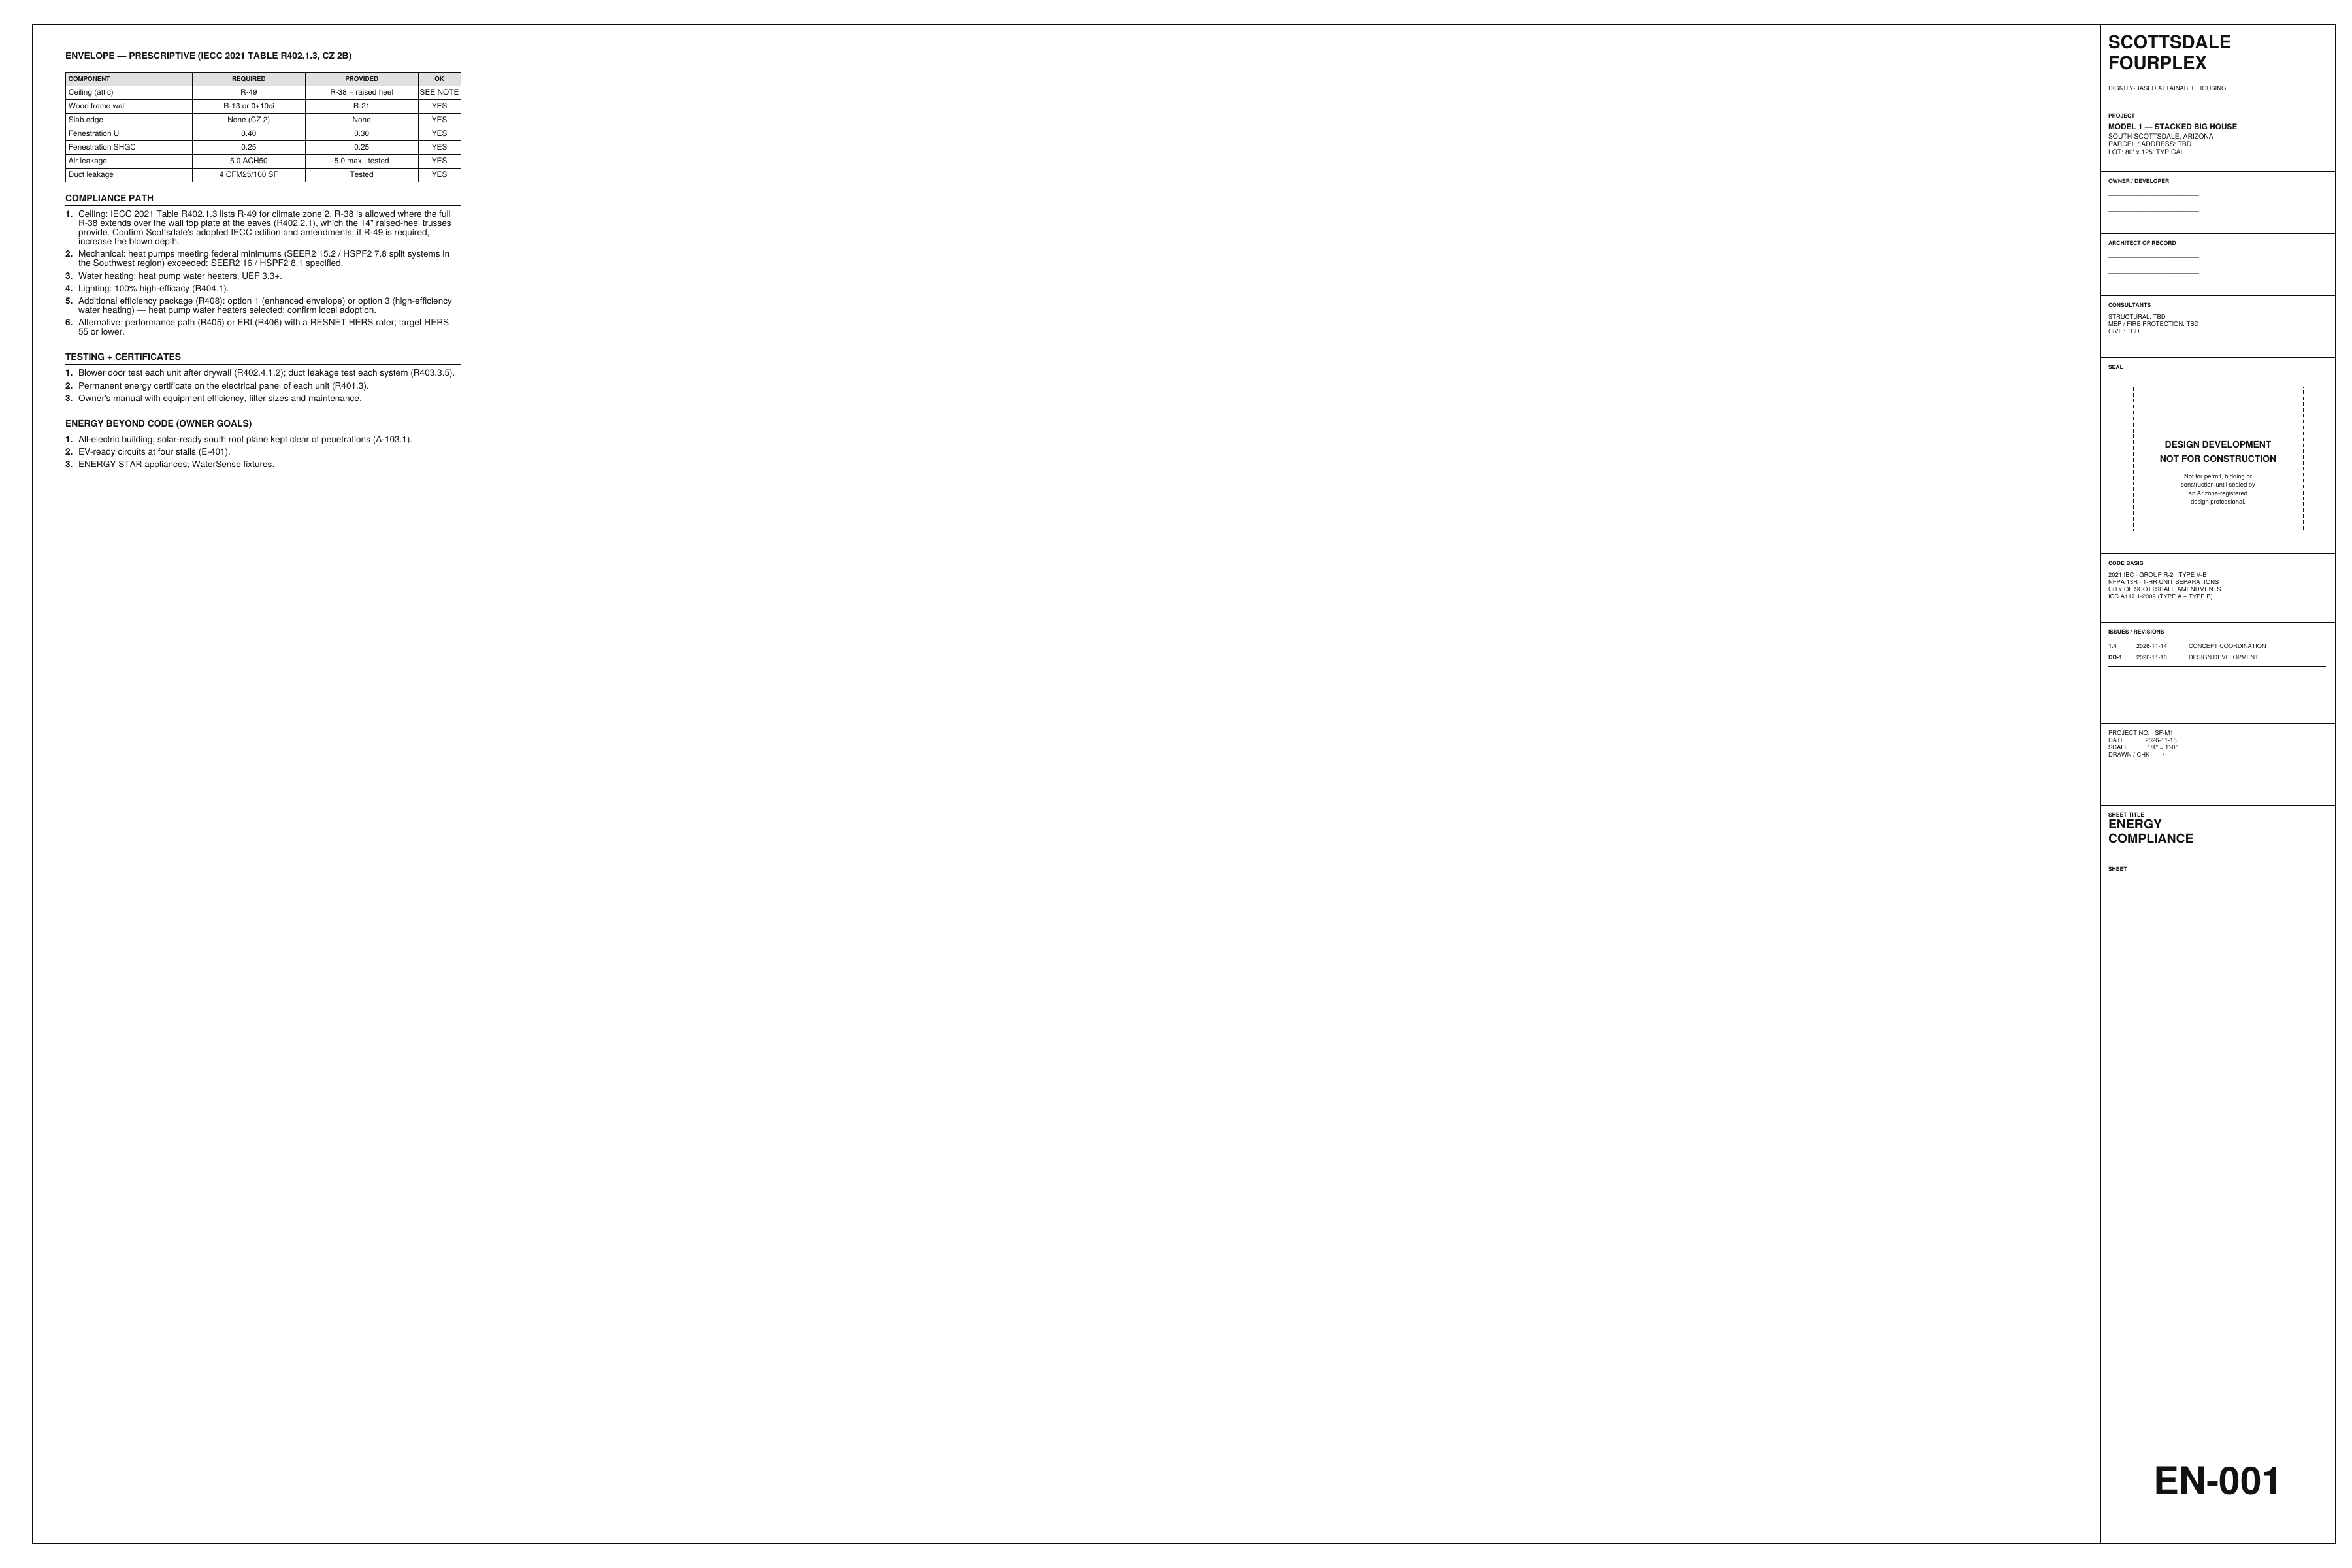 ENVELOPE — PRESCRIPTIVE (IECC 2021 TABLE R402.1.3, CZ 2B)
COMPONENT REQUIRED PROVIDED OK
Ceiling (attic) R-49 R-38 + raised heel SEE NOTE
Wood frame wall R-13 or 0+10ci R-21 YES
Slab edge None (CZ 2) None YES
Fenestration U 0.40 0.30 YES
Fenestration SHGC 0.25 0.25 YES
Air leakage 5.0 ACH50 5.0 max., tested YES
Duct leakage 4 CFM25/100 SF Tested YES
COMPLIANCE PATH
1. Ceiling: IECC 2021 Table R402.1.3 lists R-49 for climate zone 2. R-38 is allowed where the full
R-38 extends over the wall top plate at the eaves (R402.2.1), which the 14" raised-heel trusses
provide. Confirm Scottsdale's adopted IECC edition and amendments; if R-49 is required,
increase the blown depth.
2. Mechanical: heat pumps meeting federal minimums (SEER2 15.2 / HSPF2 7.8 split systems in
the Southwest region) exceeded: SEER2 16 / HSPF2 8.1 specified.
3. Water heating: heat pump water heaters, UEF 3.3+.
4. Lighting: 100% high-efficacy (R404.1).
5. Additional efficiency package (R408): option 1 (enhanced envelope) or option 3 (high-efficiency
water heating) — heat pump water heaters selected; confirm local adoption.
6. Alternative: performance path (R405) or ERI (R406) with a RESNET HERS rater; target HERS
55 or lower.
TESTING + CERTIFICATES
1. Blower door test each unit after drywall (R402.4.1.2); duct leakage test each system (R403.3.5).
2. Permanent energy certificate on the electrical panel of each unit (R401.3).
3. Owner's manual with equipment efficiency, filter sizes and maintenance.
ENERGY BEYOND CODE (OWNER GOALS)
1. All-electric building; solar-ready south roof plane kept clear of penetrations (A-103.1).
2. EV-ready circuits at four stalls (E-401).
3. ENERGY STAR appliances; WaterSense fixtures.
SCOTTSDALE
FOURPLEX
DIGNITY-BASED ATTAINABLE HOUSING
PROJECT
MODEL 1 — STACKED BIG HOUSE
SOUTH SCOTTSDALE, ARIZONA
PARCEL / ADDRESS: TBD
LOT: 80' x 125' TYPICAL
OWNER / DEVELOPER
ARCHITECT OF RECORD
CONSULTANTS
STRUCTURAL: TBD
MEP / FIRE PROTECTION: TBD
CIVIL: TBD
SEAL
DESIGN DEVELOPMENT
NOT FOR CONSTRUCTION
Not for permit, bidding or
construction until sealed by
an Arizona-registered
design professional.
CODE BASIS
2021 IBC · GROUP R-2 · TYPE V-B
NFPA 13R · 1-HR UNIT SEPARATIONS
CITY OF SCOTTSDALE AMENDMENTS
ICC A117.1-2009 (TYPE A + TYPE B)
ISSUES / REVISIONS
1.4 2026-11-14 CONCEPT COORDINATION
DD-1 2026-11-18 DESIGN DEVELOPMENT
PROJECT NO. SF-M1
DATE 2026-11-18
SCALE 1/4" = 1'-0"
DRAWN / CHK — / —
SHEET TITLE
ENERGY
COMPLIANCE
SHEET
EN-001